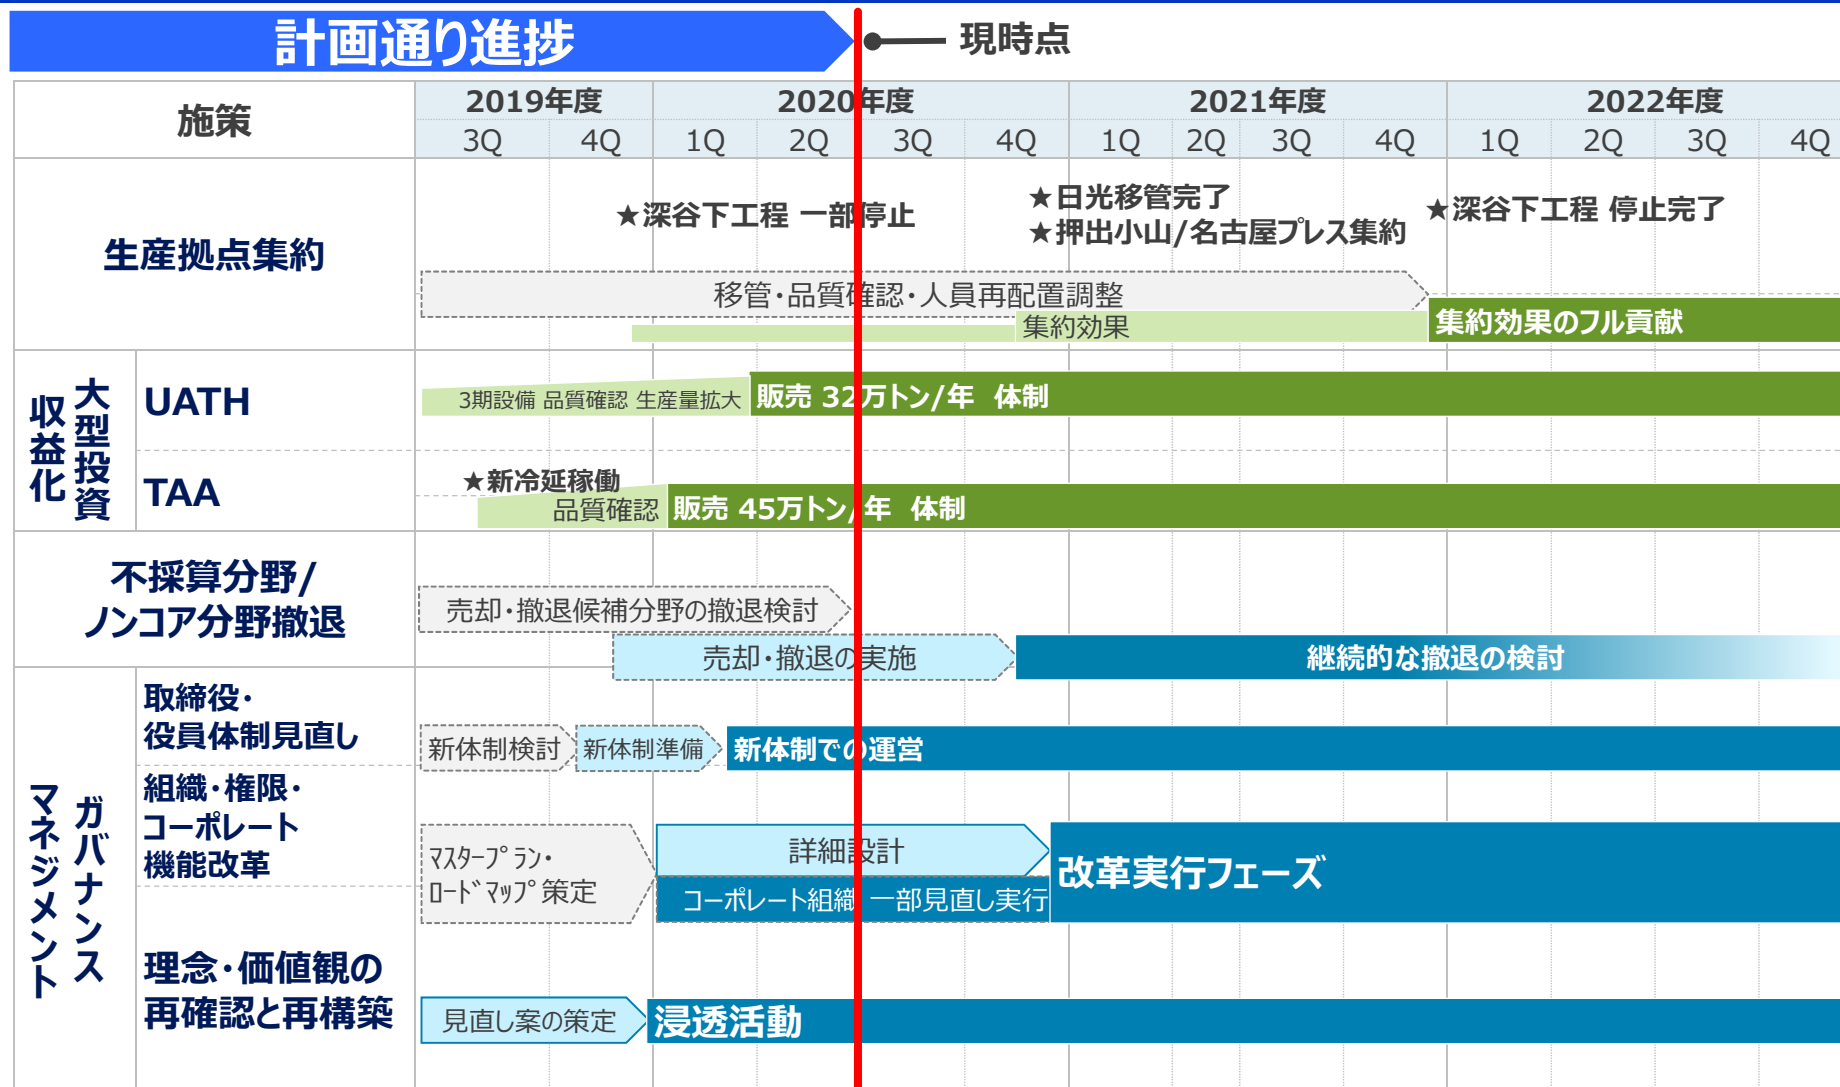 計画通り進捗
現時点
施策
2019年度 2020年度 2021年度 2022年度
3Q 4Q 1Q 2Q 3Q 4Q 1Q 2Q 3Q 4Q 1Q 2Q 3Q 4Q
生産拠点集約
★深谷下工程 一部停止
★日光移管完了
★押出小山/名古屋プレス集約
★深谷下工程 停止完了
移管・品質確認・人員再配置調整
集約効果
集約効果のフル貢献
大型投資
収益化
UATH
3期設備 品質確認 生産量拡大
販売 32万トン/年 体制
TAA
★新冷延稼働
品質確認
販売 45万トン/年 体制
不採算分野/
ノンコア分野撤退
売却・撤退候補分野の撤退検討
売却・撤退の実施
継続的な撤退の検討
ガバナンス
マネジメント
取締役・
役員体制見直し
新体制検討
新体制準備
新体制での運営
組織・権限・
コーポレート
機能改革
ﾏｽﾀｰﾌﾟﾗﾝ・
ﾛｰﾄﾞﾏｯﾌﾟ策定
詳細設計
コーポレート組織 一部見直し実行
改革実行フェーズ
理念・価値観の
再確認と再構築
見直し案の策定
浸透活動